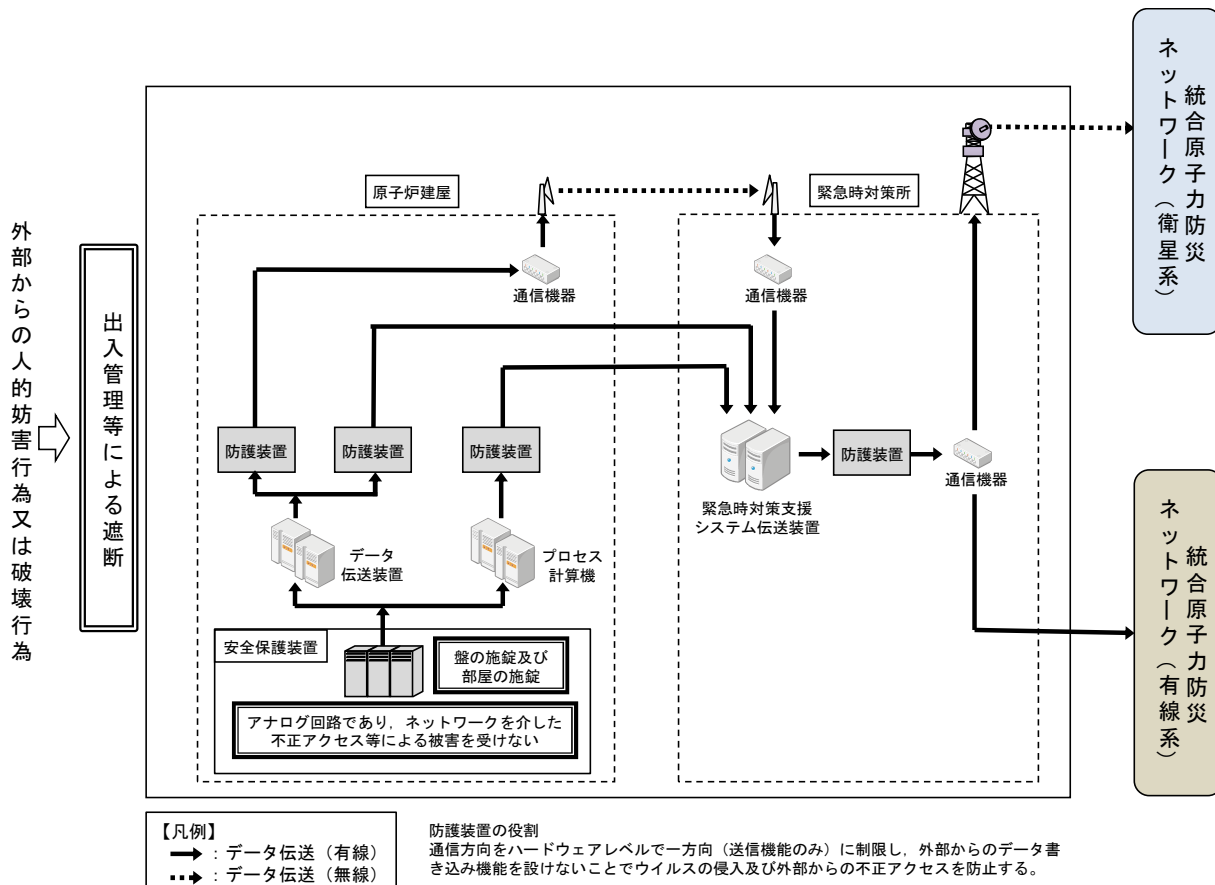 外部からの人的妨害行為又は破壊行為
出入管理等による遮断
原子炉建屋
緊急時対策所
通信機器
通信機器
防護装置
防護装置
防護装置
防護装置
通信機器
データ
伝送装置
プロセス
計算機
緊急時対策支援
システム伝送装置
安全保護装置
盤の施錠及び
部屋の施錠
アナログ回路であり，ネットワークを介した
不正アクセス等による被害を受けない
統合原子力防災
ネットワーク（衛星系）
統合原子力防災
ネットワーク（有線系）
【凡例】
：データ伝送（有線）
：データ伝送（無線）
防護装置の役割
通信方向をハードウェアレベルで一方向（送信機能のみ）に制限し，外部からのデータ書
き込み機能を設けないことでウイルスの侵入及び外部からの不正アクセスを防止する。